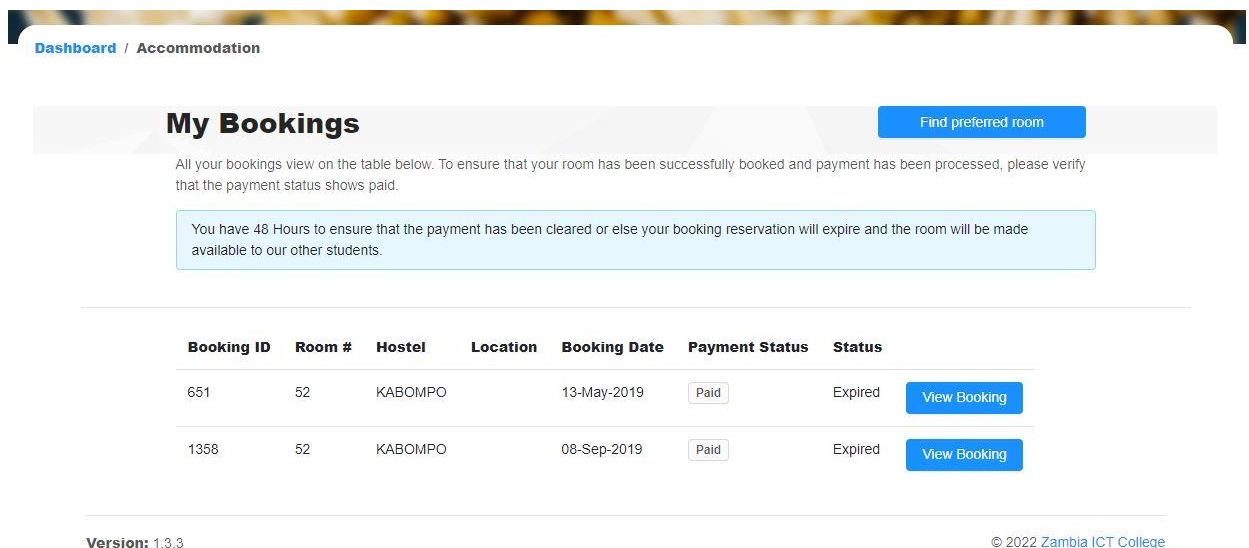 Dashboard / Accommodation
My Bookings
Find preferred room
All your bookings view on the table below. To ensure that your room has been successfully booked and payment has been processed, please verify
that the payment status shows paid.
You have 48 Hours to ensure that the payment has been cleared or else your booking reservation will expire and the room will be made
available to our other students.
Booking ID Room # Hostel Location Booking Date Payment Status Status
651 52 KABOMPO 13-May-2019 Paid Expired View Booking
1358 52 KABOMPO 08-Sep-2019 Paid Expired View Booking
Version: 1.3.3 © 2022 Zambia ICT College